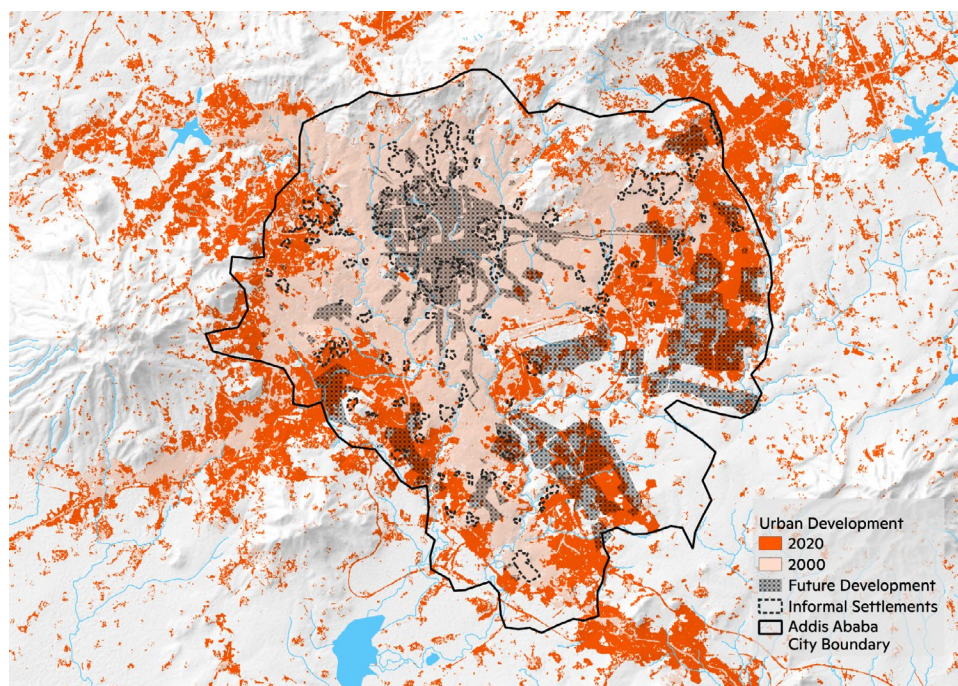 Urban Development
2020
2000
Future Development
Informal Settlements
Addis Ababa
City Boundary